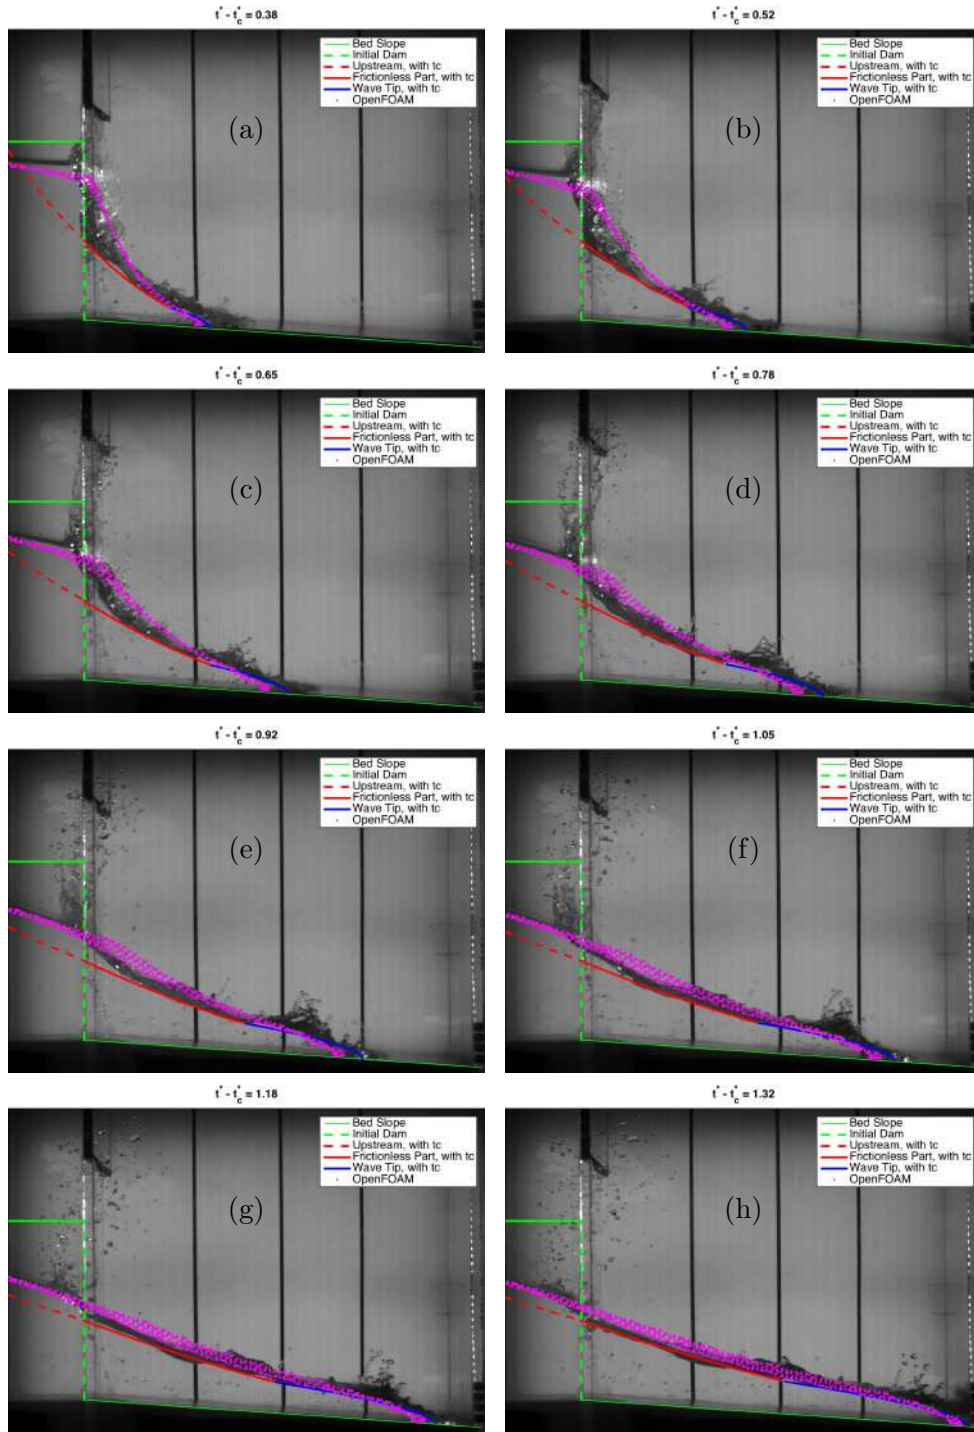 t* - t*c = 0.38
Bed Slope
Initial Dam
Upstream, with tc
Frictionless Part, with tc
Wave Tip, with tc
OpenFOAM
(a)
t* - t*c = 0.52
Bed Slope
Initial Dam
Upstream, with tc
Frictionless Part, with tc
Wave Tip, with tc
OpenFOAM
(b)
t* - t*c = 0.65
Bed Slope
Initial Dam
Upstream, with tc
Frictionless Part, with tc
Wave Tip, with tc
OpenFOAM
(c)
t* - t*c = 0.78
Bed Slope
Initial Dam
Upstream, with tc
Frictionless Part, with tc
Wave Tip, with tc
OpenFOAM
(d)
t* - t*c = 0.92
Bed Slope
Initial Dam
Upstream, with tc
Frictionless Part, with tc
Wave Tip, with tc
OpenFOAM
(e)
t* - t*c = 1.05
Bed Slope
Initial Dam
Upstream, with tc
Frictionless Part, with tc
Wave Tip, with tc
OpenFOAM
(f)
t* - t*c = 1.18
Bed Slope
Initial Dam
Upstream, with tc
Frictionless Part, with tc
Wave Tip, with tc
OpenFOAM
(g)
t* - t*c = 1.32
Bed Slope
Initial Dam
Upstream, with tc
Frictionless Part, with tc
Wave Tip, with tc
OpenFOAM
(h)